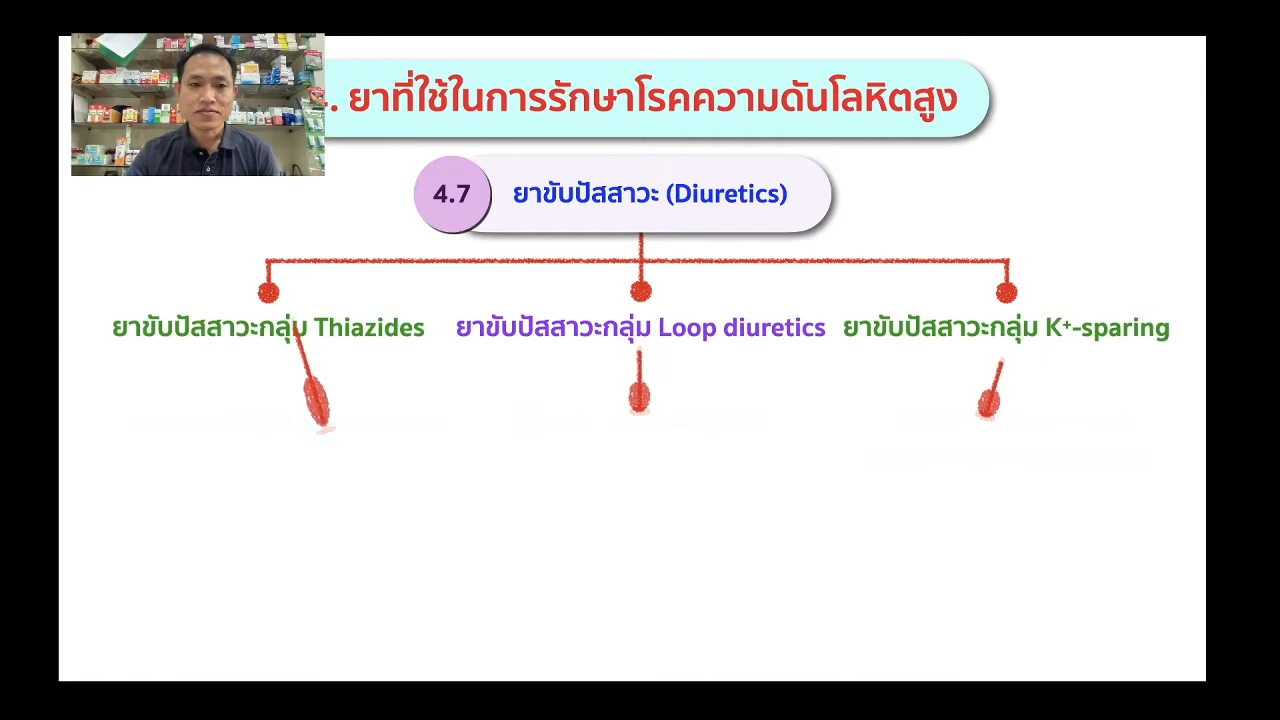 . ยาที่ใช้ในการรักษาโรคความดันโลหิตสูง
4.7 ยาขับปัสสาวะ (Diuretics)
ยาขับปัสสาวะกลุ่ม Thiazides
ยาขับปัสสาวะกลุ่ม Loop diuretics
ยาขับปัสสาวะกลุ่ม K⁺-sparing